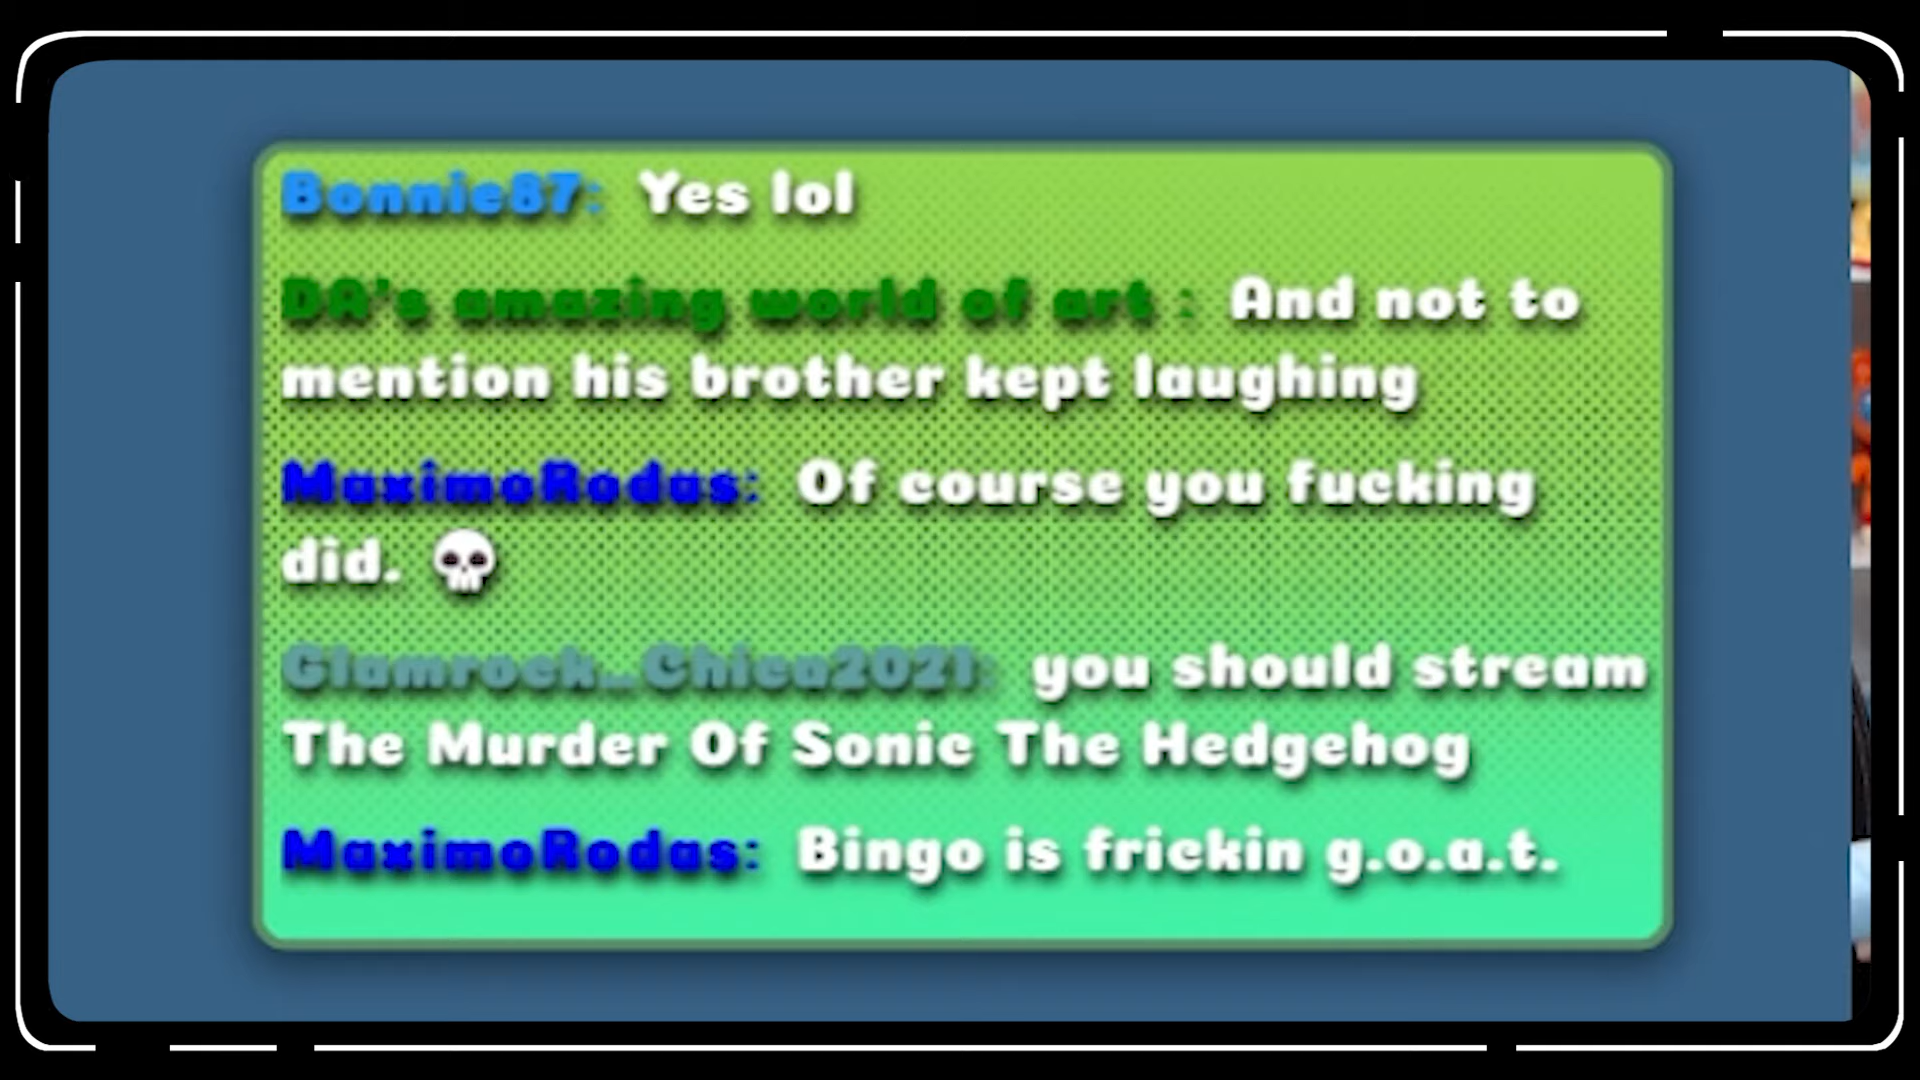 Bonnie87: Yes lol
DA's amazing world of art : And not to
mention his brother kept laughing
MaximoRodas: Of course you fucking
did. 💀
Glamrock_Chica2021: you should stream
The Murder Of Sonic The Hedgehog
MaximoRodas: Bingo is frickin g.o.a.t.